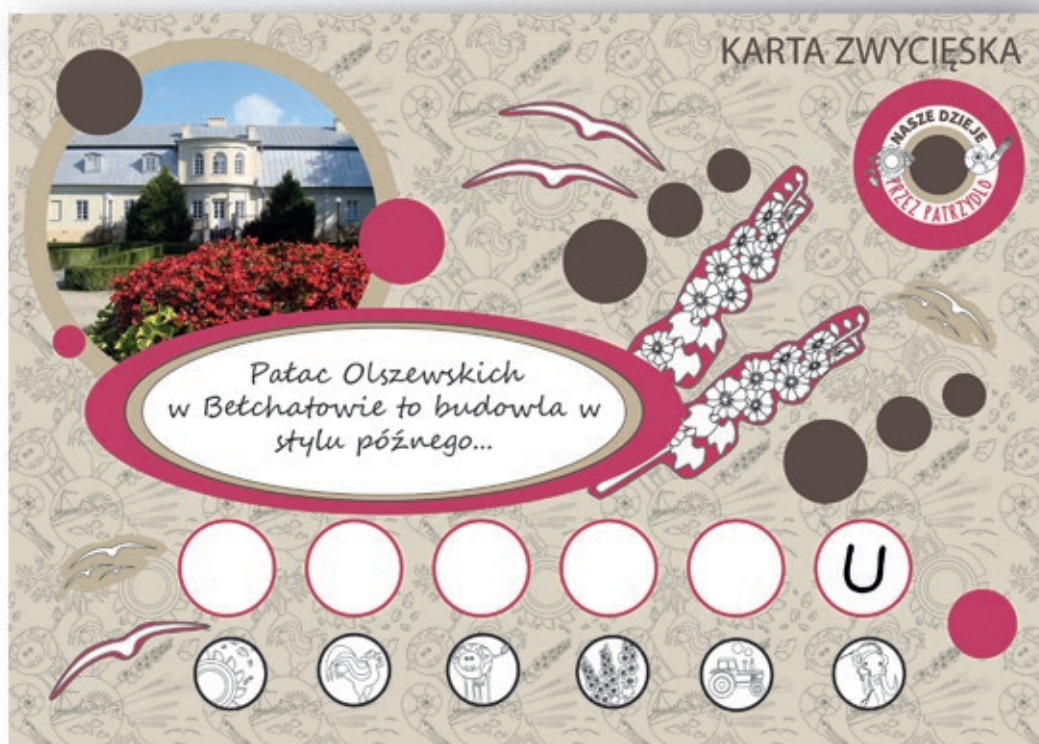 KARTA ZWYCIĘSKA
NASZE DZIEJE
PRZEZ PATRZYDŁO
Pałac Olszewskich
w Bełchatowie to budowla w
stylu późnego...
U